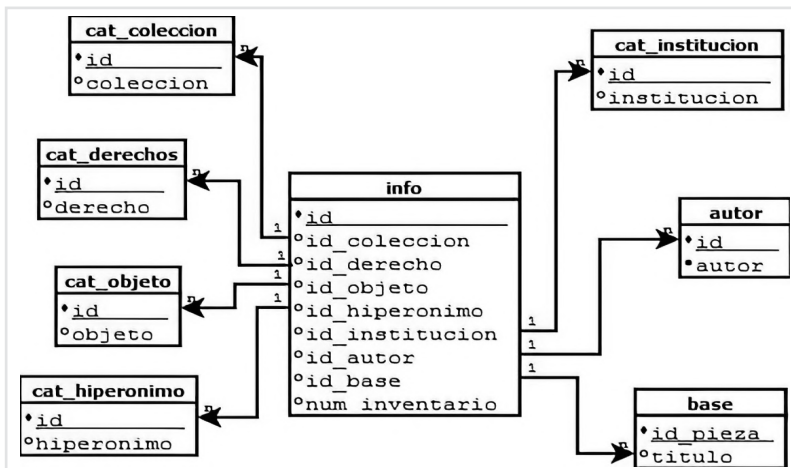 cat_coleccion
id
coleccion
n
cat_institucion
id
institucion
n
cat_derechos
id
derecho
n
info
id
id_coleccion
id_derecho
id_objeto
id_hiperonimo
id_institucion
id_autor
id_base
num_inventario
1
1
1
1
1
1
1
autor
id
autor
n
cat_objeto
id
objeto
n
cat_hiperonimo
id
hiperonimo
n
base
id_pieza
titulo
n